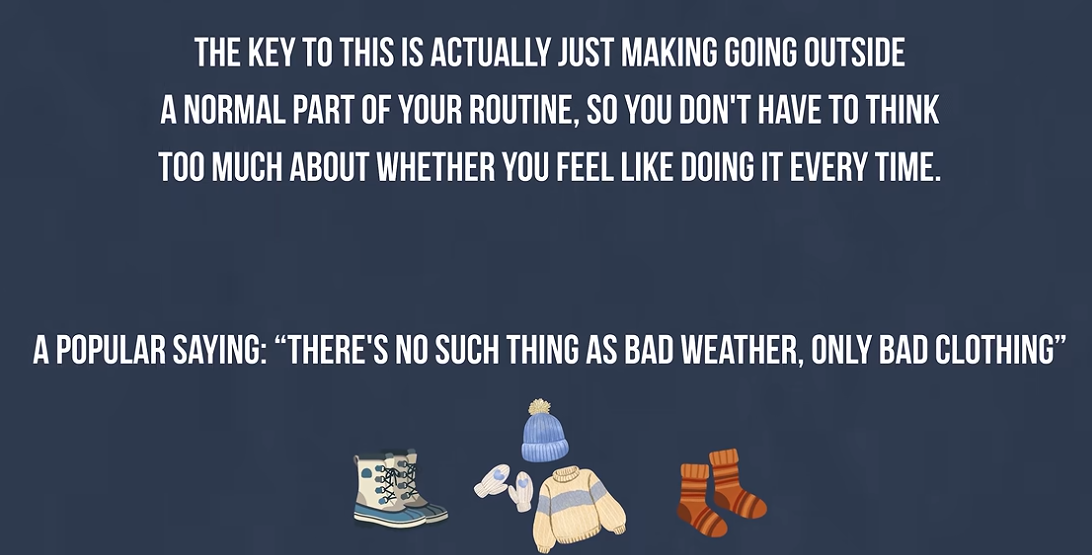 THE KEY TO THIS IS ACTUALLY JUST MAKING GOING OUTSIDE
A NORMAL PART OF YOUR ROUTINE, SO YOU DON'T HAVE TO THINK
TOO MUCH ABOUT WHETHER YOU FEEL LIKE DOING IT EVERY TIME.
A POPULAR SAYING: “THERE'S NO SUCH THING AS BAD WEATHER, ONLY BAD CLOTHING”